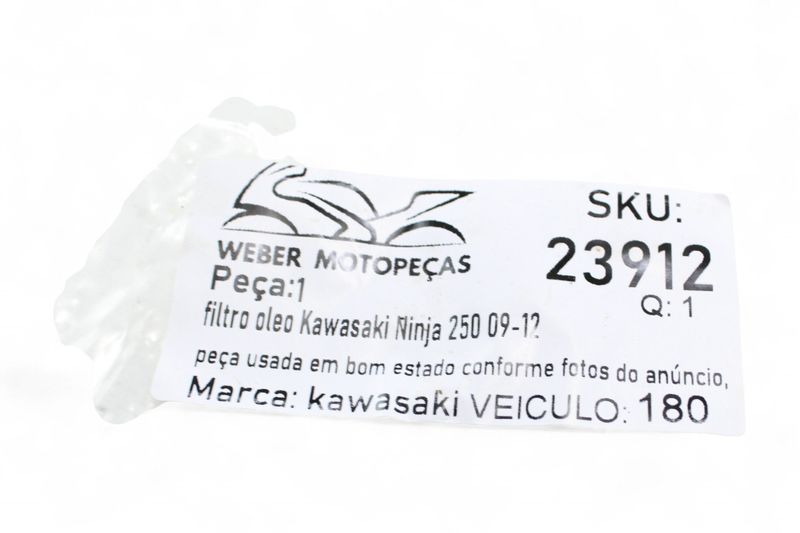 WEBER MOTOPEÇAS
SKU:
23912
Q: 1
Peça:1
filtro oleo Kawasaki Ninja 250 09-12
peça usada em bom estado conforme fotos do anúncio,
Marca: kawasaki VEICULO: 180